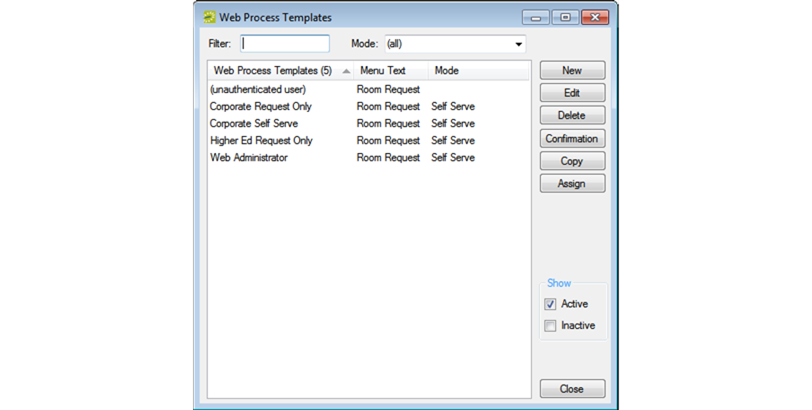 Web Process Templates
Filter: Mode: (all)
Web Process Templates (5) Menu Text Mode
(unauthenticated user) Room Request
Corporate Request Only Room Request Self Serve
Corporate Self Serve Room Request Self Serve
Higher Ed Request Only Room Request Self Serve
Web Administrator Room Request Self Serve
New
Edit
Delete
Confirmation
Copy
Assign
Show
Active
Inactive
Close